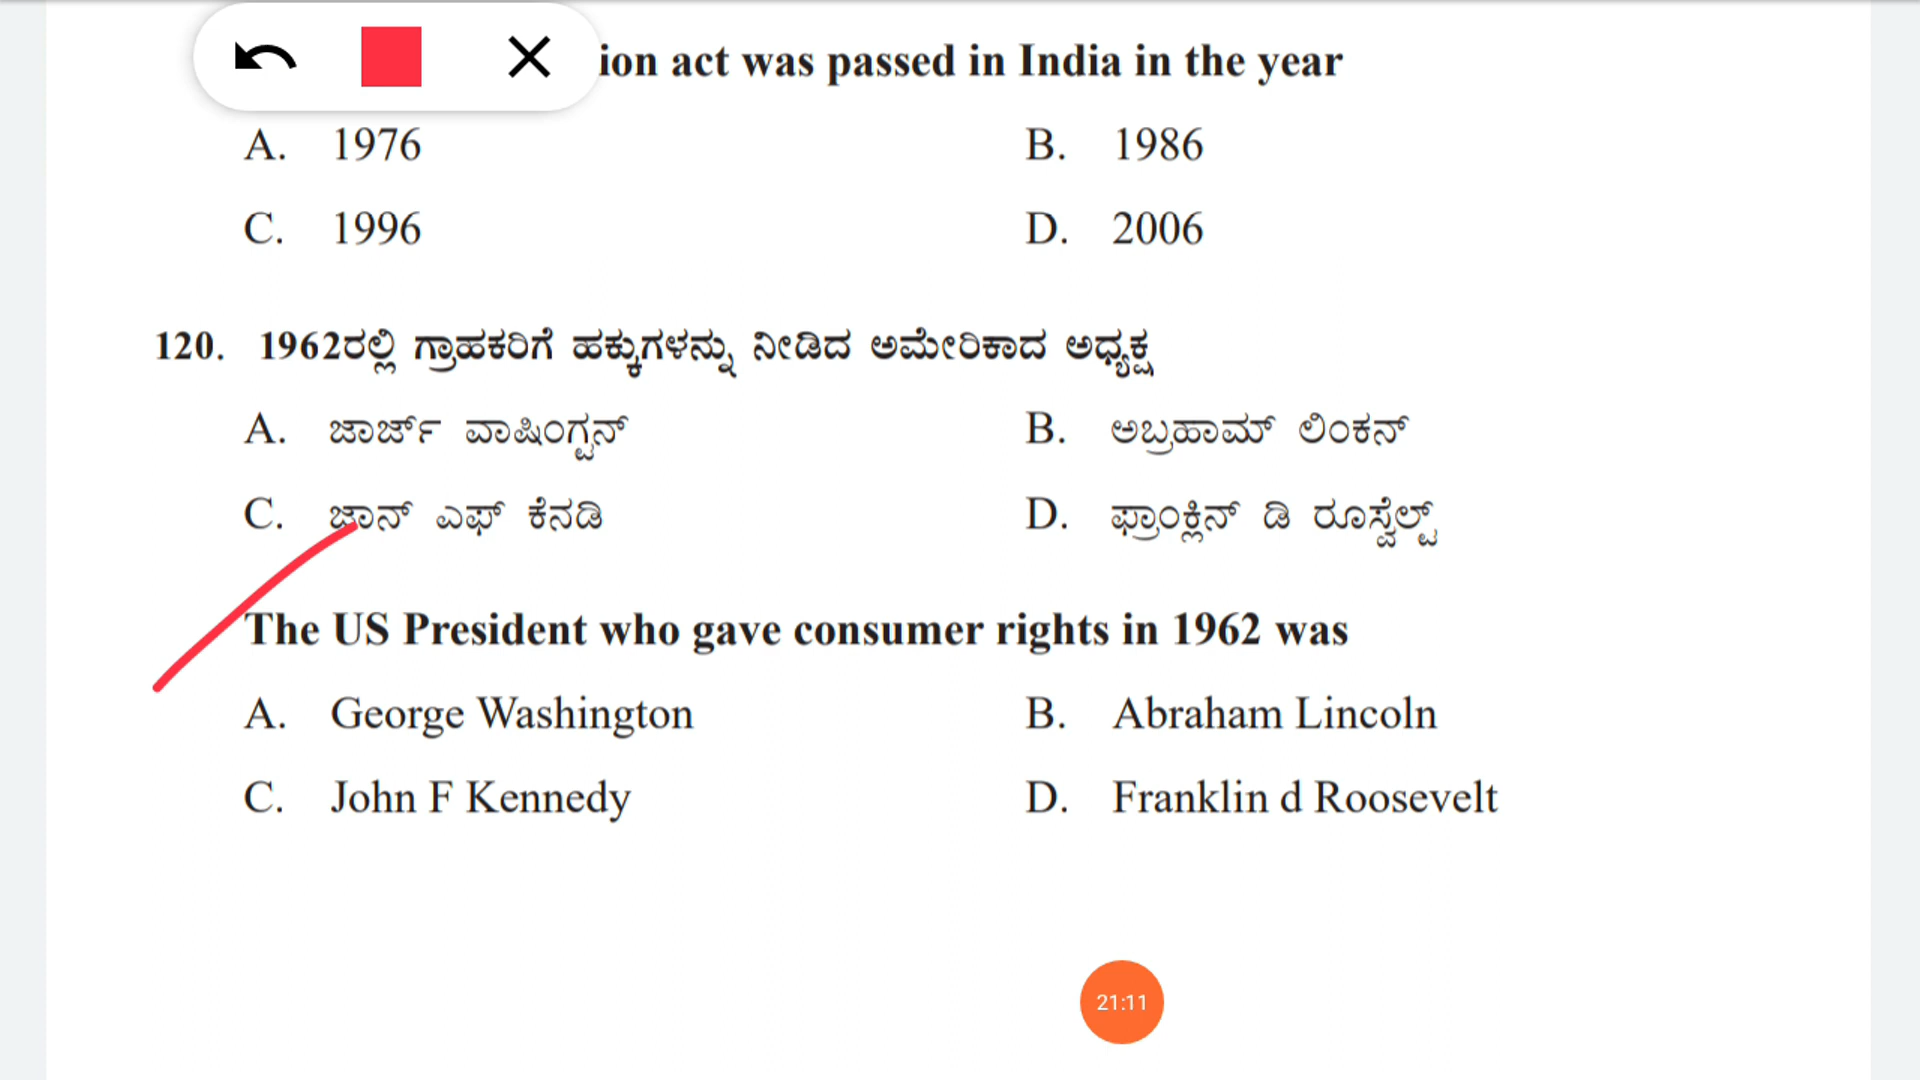 ion act was passed in India in the year
A. 1976 B. 1986
C. 1996 D. 2006
120. 1962ರಲ್ಲಿ ಗ್ರಾಹಕರಿಗೆ ಹಕ್ಕುಗಳನ್ನು ನೀಡಿದ ಅಮೇರಿಕಾದ ಅಧ್ಯಕ್ಷ
A. ಜಾರ್ಜ್ ವಾಷಿಂಗ್ಟನ್ B. ಅಬ್ರಹಾಮ್ ಲಿಂಕನ್
C. ಜಾನ್ ಎಫ್ ಕೆನಡಿ D. ಫ್ರಾಂಕ್ಲಿನ್ ಡಿ ರೂಸ್ವೆಲ್ಟ್
The US President who gave consumer rights in 1962 was
A. George Washington B. Abraham Lincoln
C. John F Kennedy D. Franklin d Roosevelt
21:11